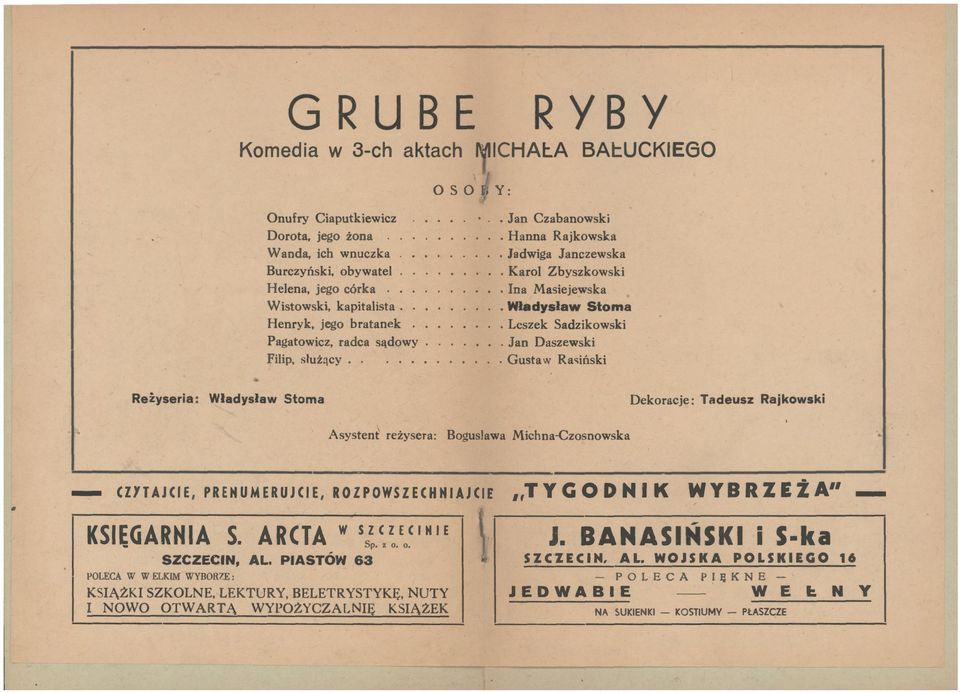 GRUBE RYBY
Komedia w 3-ch aktach MICHAŁA BAŁUCKIEGO
OSOBY:
Onufry Ciaputkiewicz . . . . . . . . Jan Czabanowski
Dorota, jego żona . . . . . . . . . . Hanna Rajkowska
Wanda, ich wnuczka . . . . . . . . . Jadwiga Janczewska
Burczyński, obywatel . . . . . . . . . Karol Zbyszkowski
Helena, jego córka . . . . . . . . . . Ina Masiejewska
Wistowski, kapitalista . . . . . . . . . Władysław Stoma
Henryk, jego bratanek . . . . . . . . Leszek Sadzikowski
Pagatowicz, radca sądowy . . . . . . . Jan Daszewski
Filip, służący . . . . . . . . . . . . . Gustaw Rasiński
Reżyseria: Władysław Stoma Dekoracje: Tadeusz Rajkowski
Asystent reżysera: Bogusława Michna-Czosnowska
CZYTAJCIE, PRENUMERUJCIE, ROZPOWSZECHNIAJCIE „TYGODNIK WYBRZEŻA"
KSIĘGARNIA S. ARCTA W SZCZECINIE
Sp. z o. o.
SZCZECIN, AL. PIASTÓW 63
POLECA W W ELKIM WYBORZE:
KSIĄŻKI SZKOLNE, LEKTURY, BELETRYSTYKĘ, NUTY
I NOWO OTWARTĄ WYPOŻYCZALNIĘ KSIĄŻEK
J. BANASIŃSKI i S-ka
SZCZECIN, AL. WOJSKA POLSKIEGO 16
— POLECA PIĘKNE —
JEDWABIE —— WEŁNY
NA SUKIENKI — KOSTIUMY — PŁASZCZE